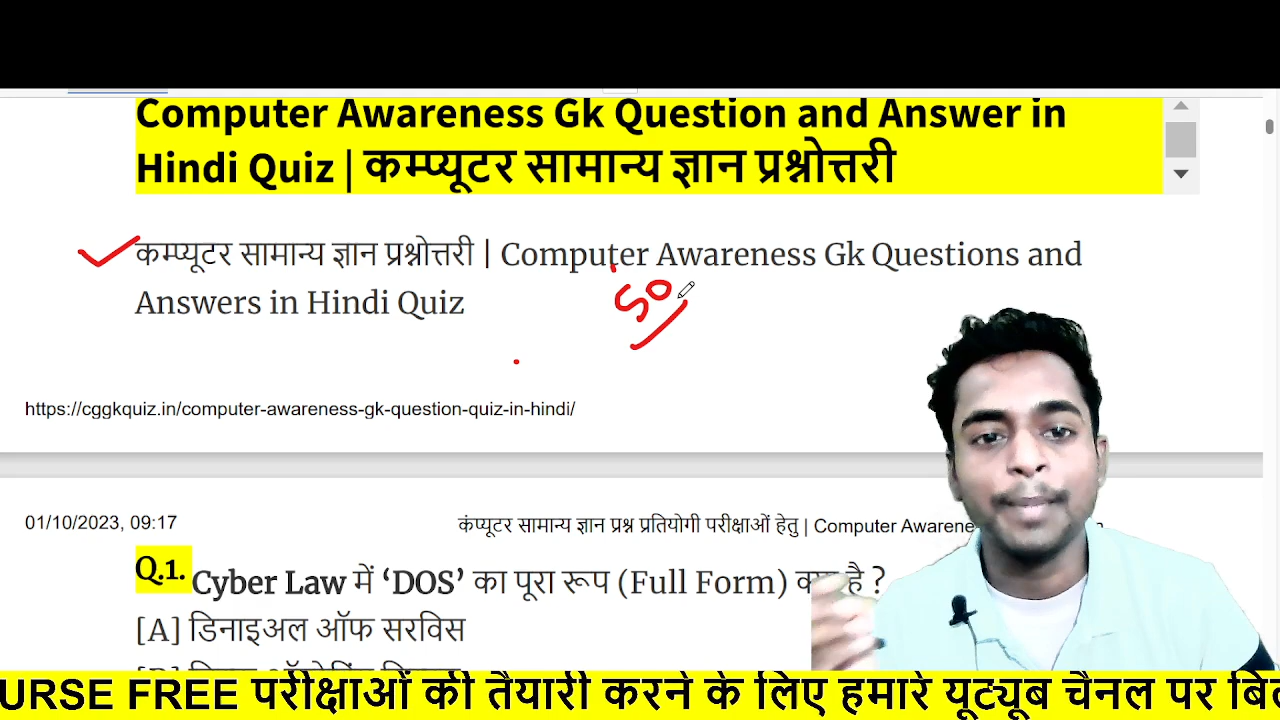 Computer Awareness Gk Question and Answer in
Hindi Quiz | कम्प्यूटर सामान्य ज्ञान प्रश्नोत्तरी
कम्प्यूटर सामान्य ज्ञान प्रश्नोत्तरी | Computer Awareness Gk Questions and
Answers in Hindi Quiz
50
https://cggkquiz.in/computer-awareness-gk-question-quiz-in-hindi/
01/10/2023, 09:17
कंप्यूटर सामान्य ज्ञान प्रश्न प्रतियोगी परीक्षाओं हेतु | Computer Awarene
Q.1. Cyber Law में ‘DOS’ का पूरा रूप (Full Form) है ?
[A] डिनाइअल ऑफ सरविस
URSE FREE परीक्षाओं की तैयारी करने के लिए हमारे यूट्यूब चैनल पर